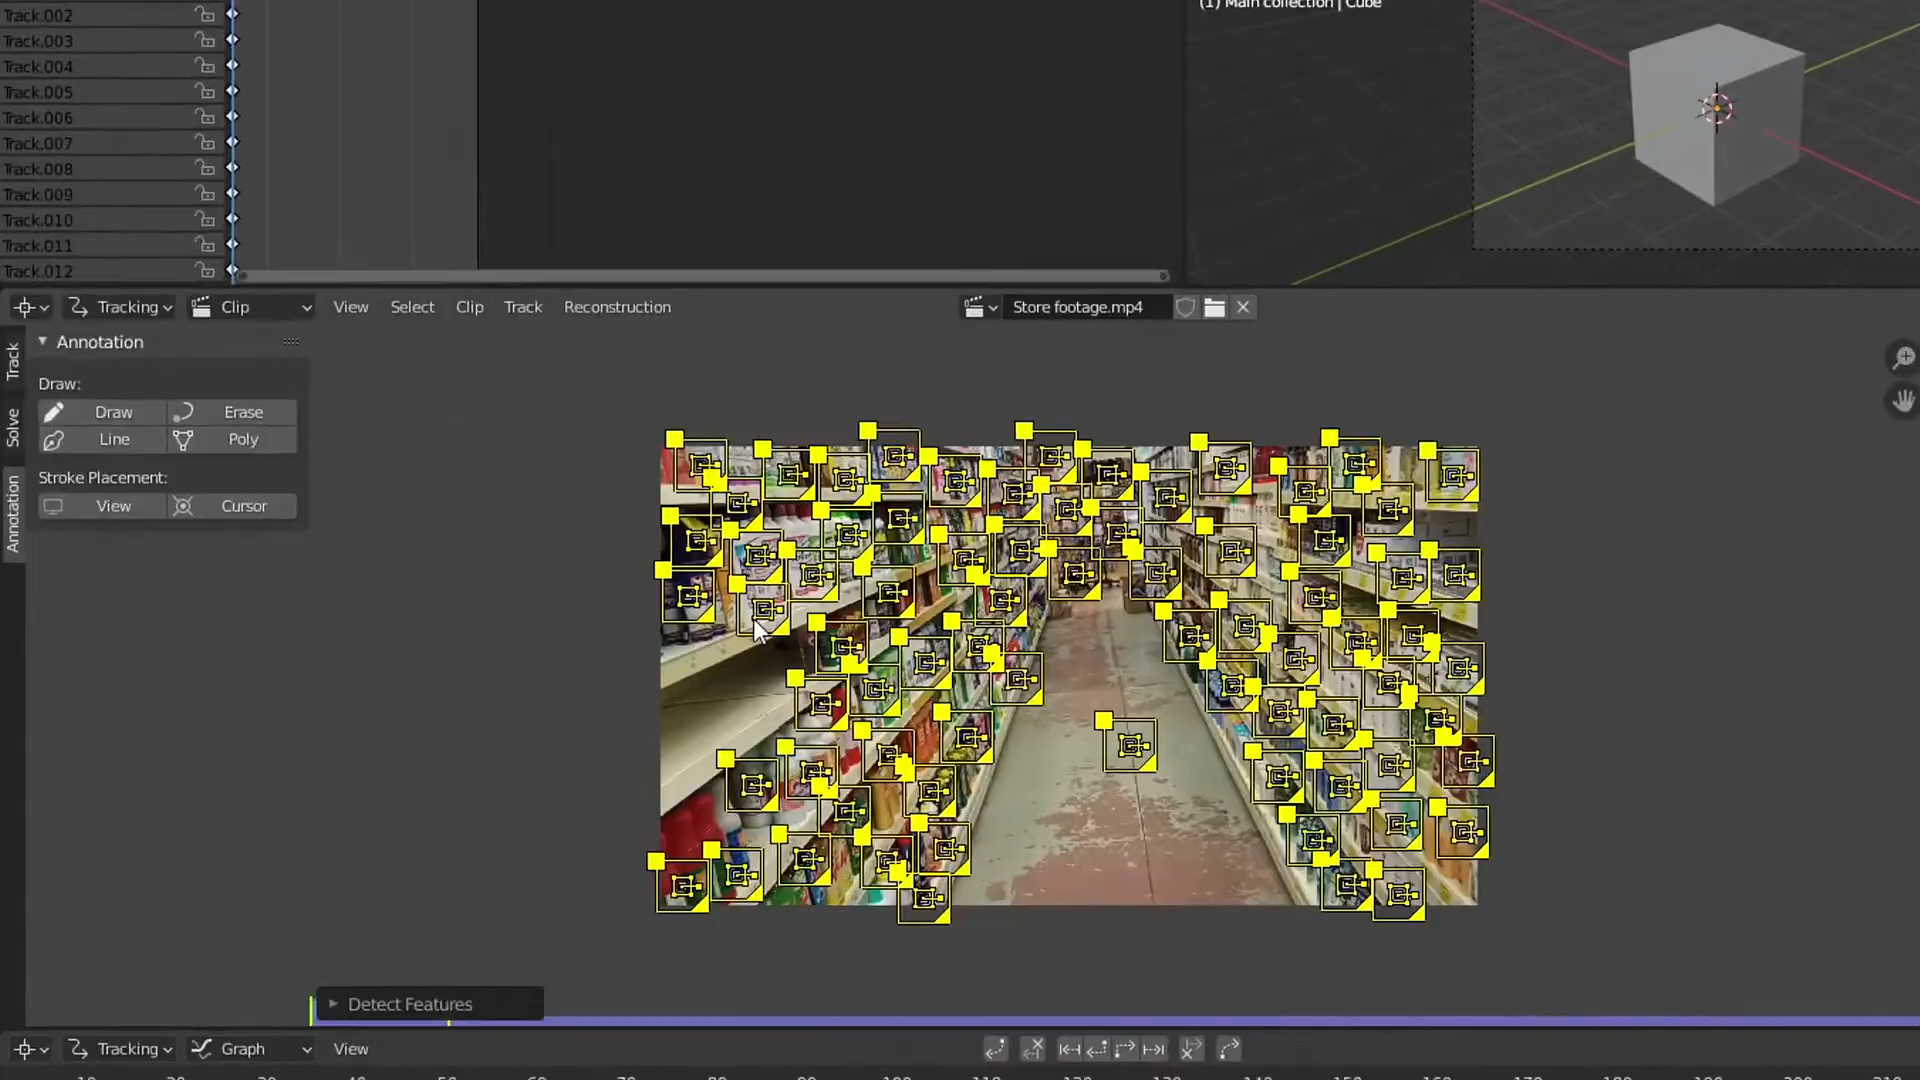 Track.002
(1) Main collection | Cube
Track.003
Track.004
Track.005
Track.006
Track.007
Track.008
Track.009
Track.010
Track.011
Track.012
Tracking Clip View Select Clip Track Reconstruction Store footage.mp4
Track
Solve
Annotation
Annotation
Draw:
Draw Erase
Line Poly
Stroke Placement:
View Cursor
Detect Features
Tracking Graph View